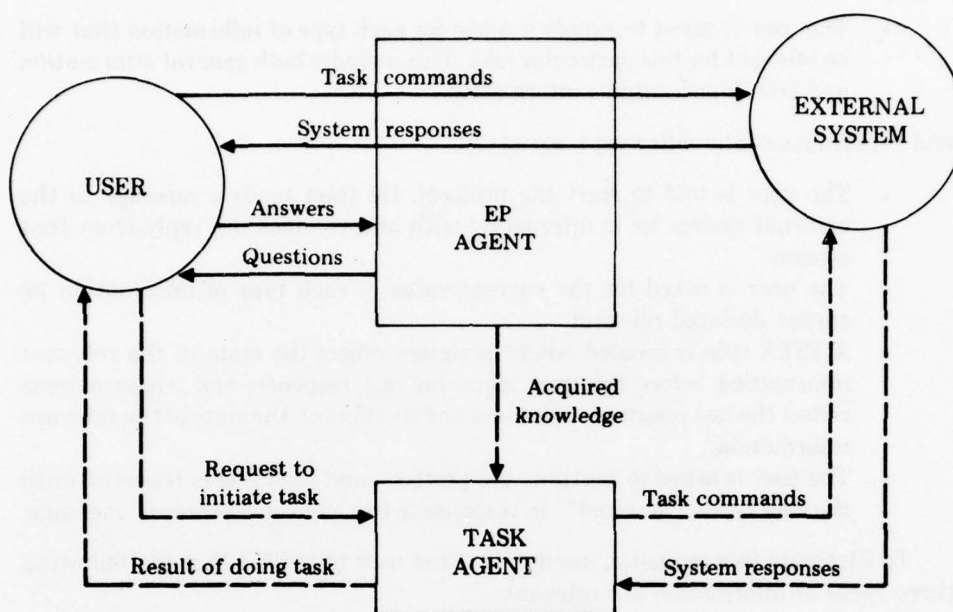 Task commands
EXTERNAL
SYSTEM
System responses
USER
Answers
EP
AGENT
Questions
Acquired
knowledge
Request to
initiate task
Task commands
TASK
AGENT
Result of doing task
System responses